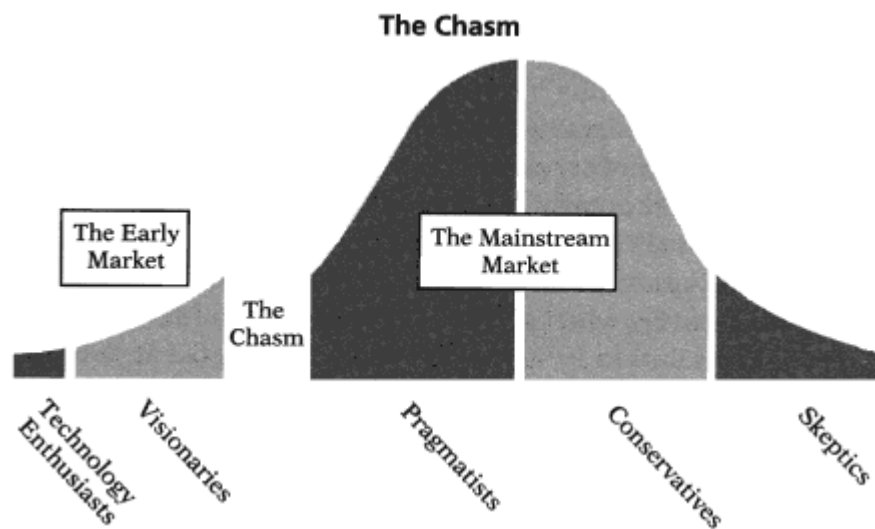 The Chasm
The Early
Market
The Mainstream
Market
The
Chasm
Technology
Enthusiasts
Visionaries
Pragmatists
Conservatives
Skeptics